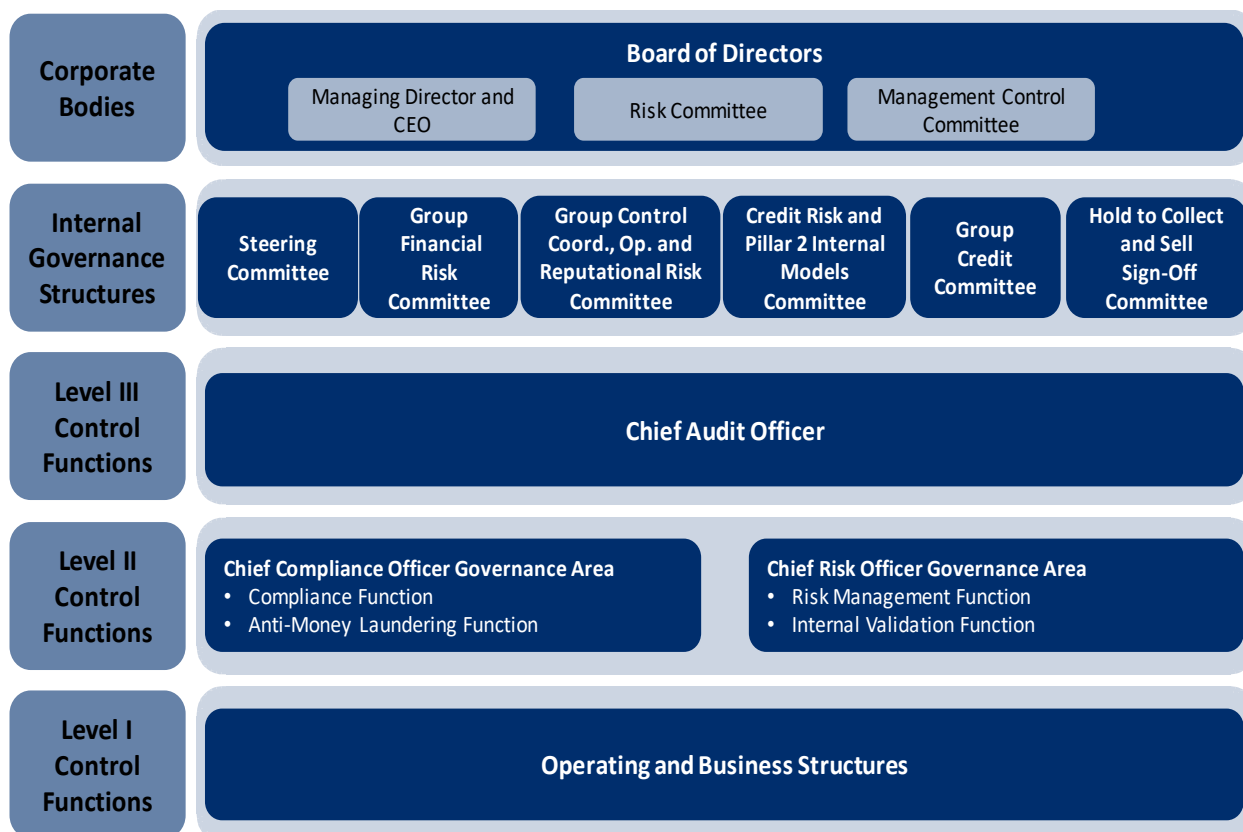 Corporate
Bodies
Board of Directors
Managing Director and
CEO
Risk Committee
Management Control
Committee
Internal
Governance
Structures
Steering
Committee
Group
Financial
Risk
Committee
Group Control
Coord., Op. and
Reputational Risk
Committee
Credit Risk and
Pillar 2 Internal
Models
Committee
Group
Credit
Committee
Hold to Collect
and Sell
Sign-Off
Committee
Level III
Control
Functions
Chief Audit Officer
Level II
Control
Functions
Chief Compliance Officer Governance Area
• Compliance Function
• Anti-Money Laundering Function
Chief Risk Officer Governance Area
• Risk Management Function
• Internal Validation Function
Level I
Control
Functions
Operating and Business Structures